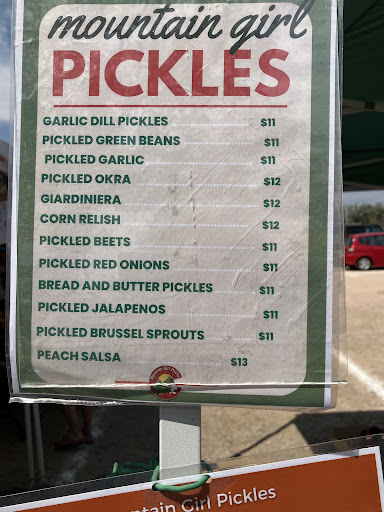 mountain girl
PICKLES
GARLIC DILL PICKLES $11
PICKLED GREEN BEANS $11
PICKLED GARLIC $11
PICKLED OKRA $12
GIARDINIERA $12
CORN RELISH $12
PICKLED BEETS $11
PICKLED RED ONIONS $11
BREAD AND BUTTER PICKLES $11
PICKLED JALAPENOS $11
PICKLED BRUSSEL SPROUTS $11
PEACH SALSA $13
ntain Girl Pickles